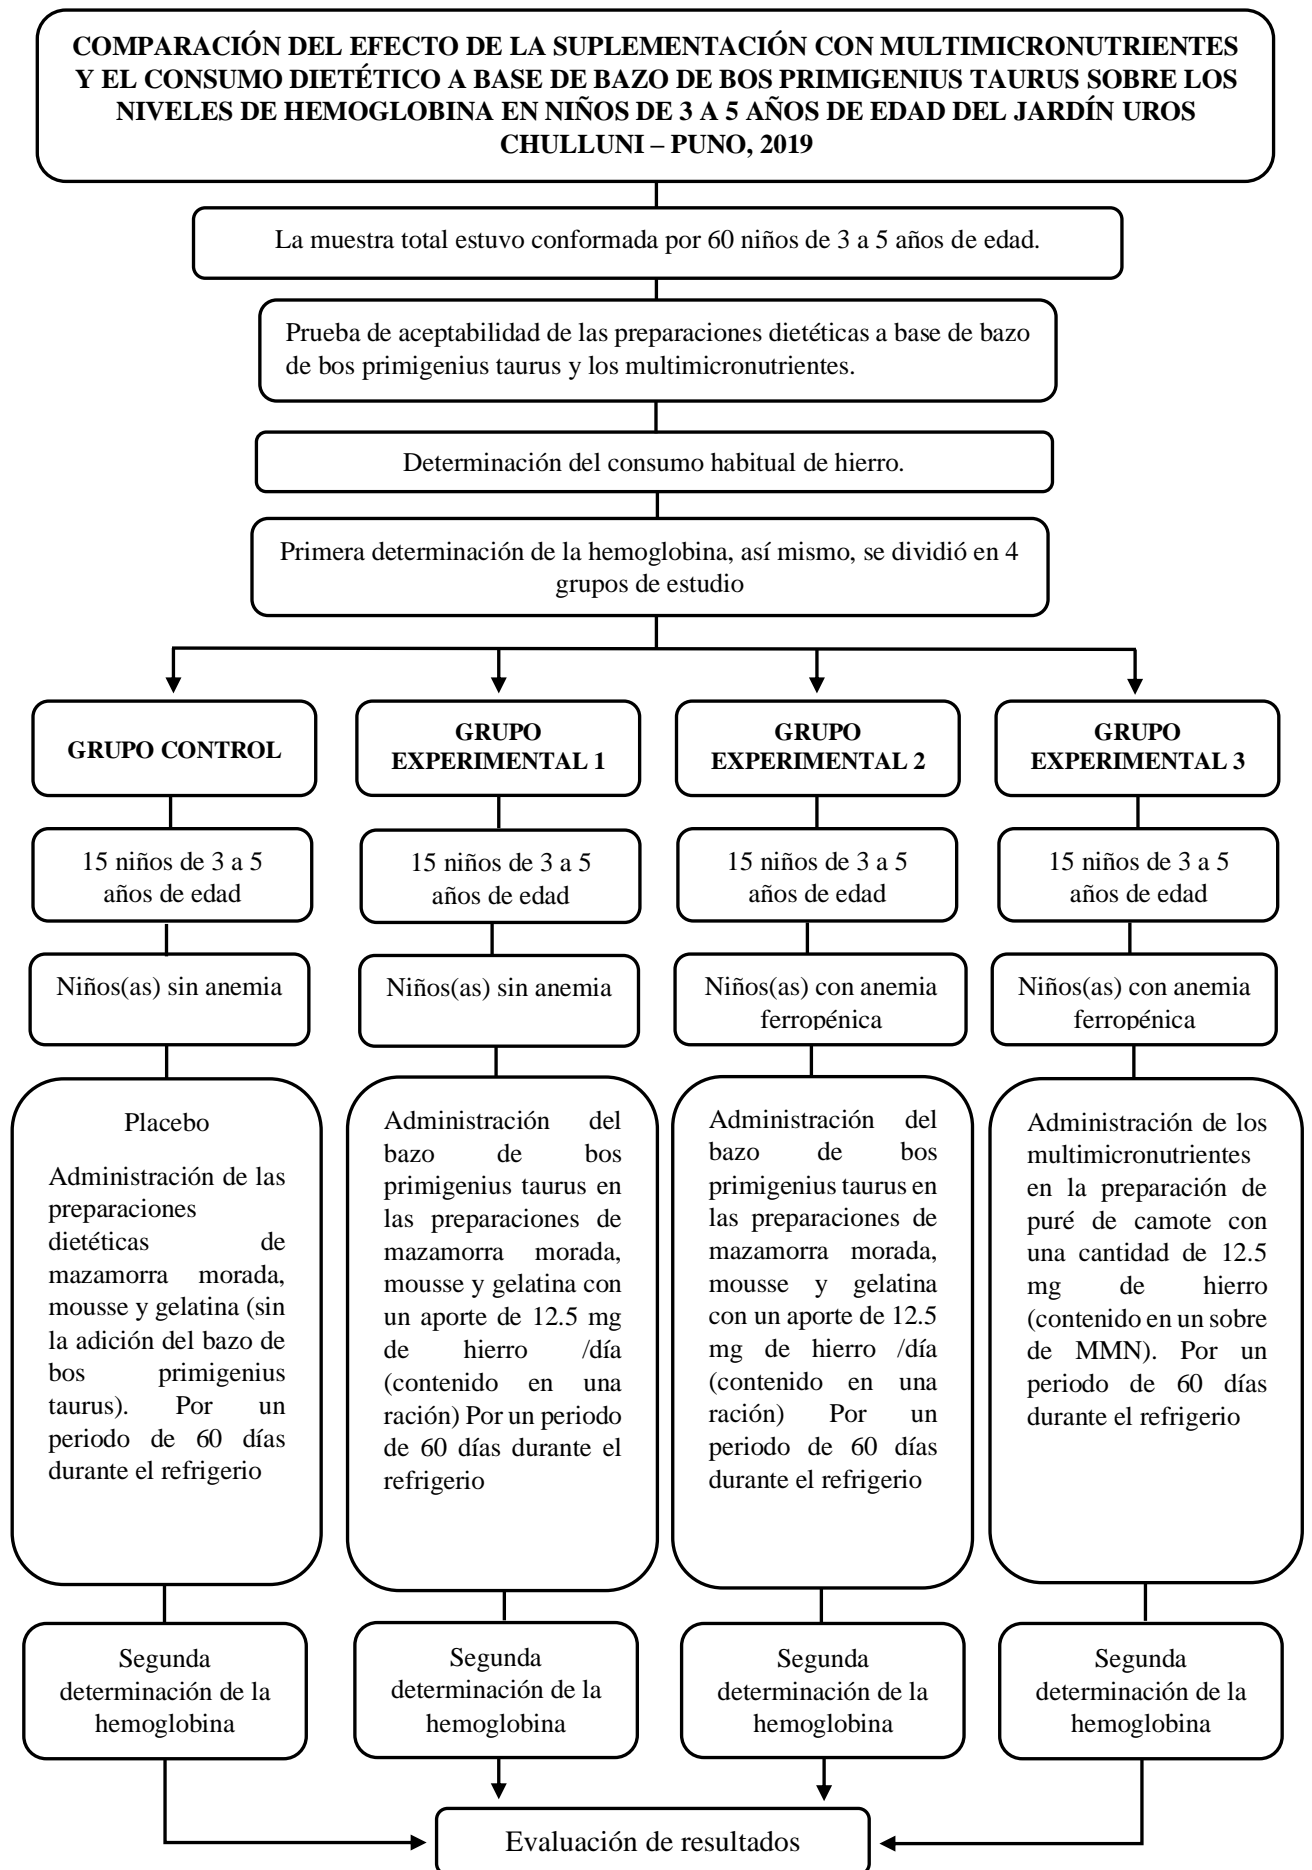 COMPARACIÓN DEL EFECTO DE LA SUPLEMENTACIÓN CON MULTIMICRONUTRIENTES
Y EL CONSUMO DIETÉTICO A BASE DE BAZO DE BOS PRIMIGENIUS TAURUS SOBRE LOS
NIVELES DE HEMOGLOBINA EN NIÑOS DE 3 A 5 AÑOS DE EDAD DEL JARDÍN UROS
CHULLUNI – PUNO, 2019
La muestra total estuvo conformada por 60 niños de 3 a 5 años de edad.
Prueba de aceptabilidad de las preparaciones dietéticas a base de bazo
de bos primigenius taurus y los multimicronutrientes.
Determinación del consumo habitual de hierro.
Primera determinación de la hemoglobina, así mismo, se dividió en 4
grupos de estudio
GRUPO CONTROL
GRUPO
EXPERIMENTAL 1
GRUPO
EXPERIMENTAL 2
GRUPO
EXPERIMENTAL 3
15 niños de 3 a 5
años de edad
15 niños de 3 a 5
años de edad
15 niños de 3 a 5
años de edad
15 niños de 3 a 5
años de edad
Niños(as) sin anemia
Niños(as) sin anemia
Niños(as) con anemia
ferropénica
Niños(as) con anemia
ferropénica
Placebo
Administración de las
preparaciones
dietéticas de
mazamorra morada,
mousse y gelatina (sin
la adición del bazo de
bos primigenius
taurus). Por un
periodo de 60 días
durante el refrigerio
Administración del
bazo de bos
primigenius taurus en
las preparaciones de
mazamorra morada,
mousse y gelatina con
un aporte de 12.5 mg
de hierro /día
(contenido en una
ración) Por un periodo
de 60 días durante el
refrigerio
Administración del
bazo de bos
primigenius taurus en
las preparaciones de
mazamorra morada,
mousse y gelatina
con un aporte de 12.5
mg de hierro /día
(contenido en una
ración) Por un
periodo de 60 días
durante el refrigerio
Administración de los
multimicronutrientes
en la preparación de
puré de camote con
una cantidad de 12.5
mg de hierro
(contenido en un sobre
de MMN). Por un
periodo de 60 días
durante el refrigerio
Segunda
determinación de la
hemoglobina
Segunda
determinación de la
hemoglobina
Segunda
determinación de la
hemoglobina
Segunda
determinación de la
hemoglobina
Evaluación de resultados